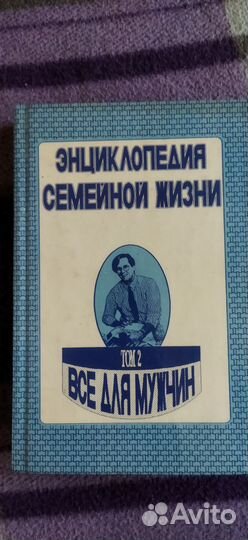 ЭНЦИКЛОПЕДИЯ
СЕМЕЙНОЙ ЖИЗНИ
ТОМ 2
ВСЕ ДЛЯ МУЖЧИН
Avito